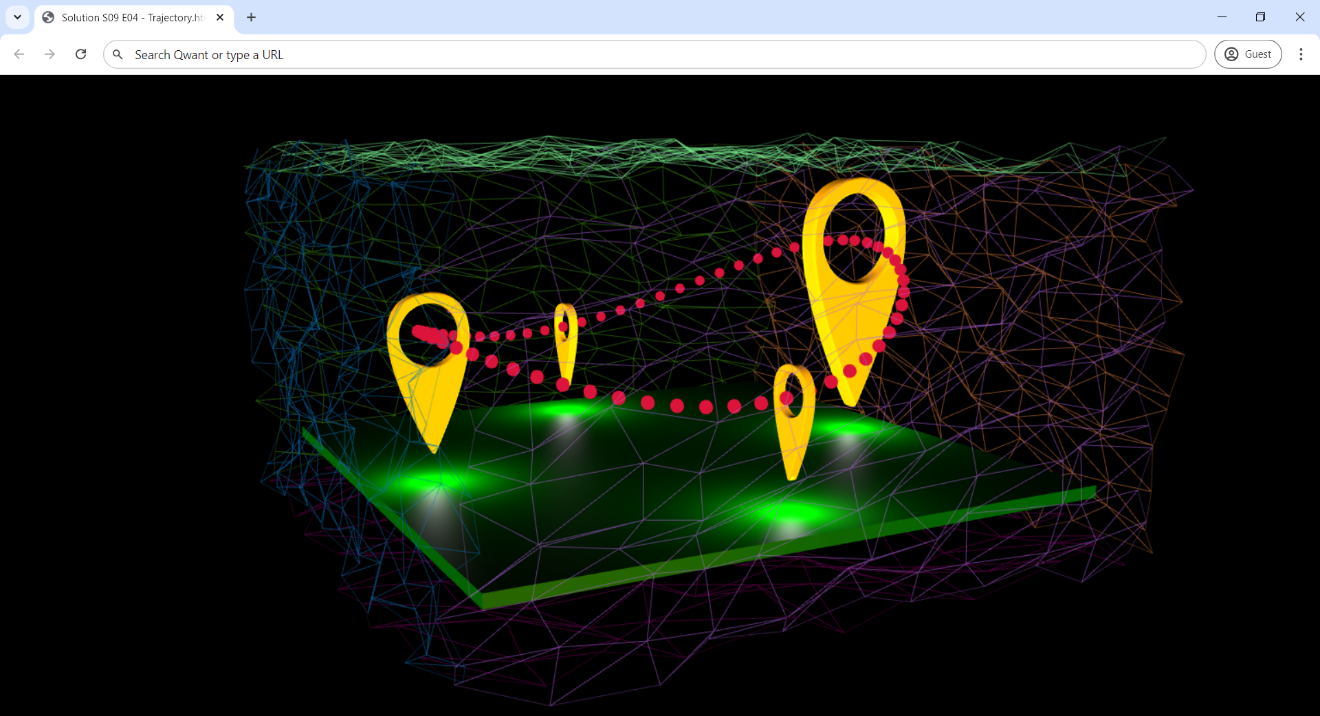 Solution S09 E04 - Trajectory.ht
Search Qwant or type a URL
Guest